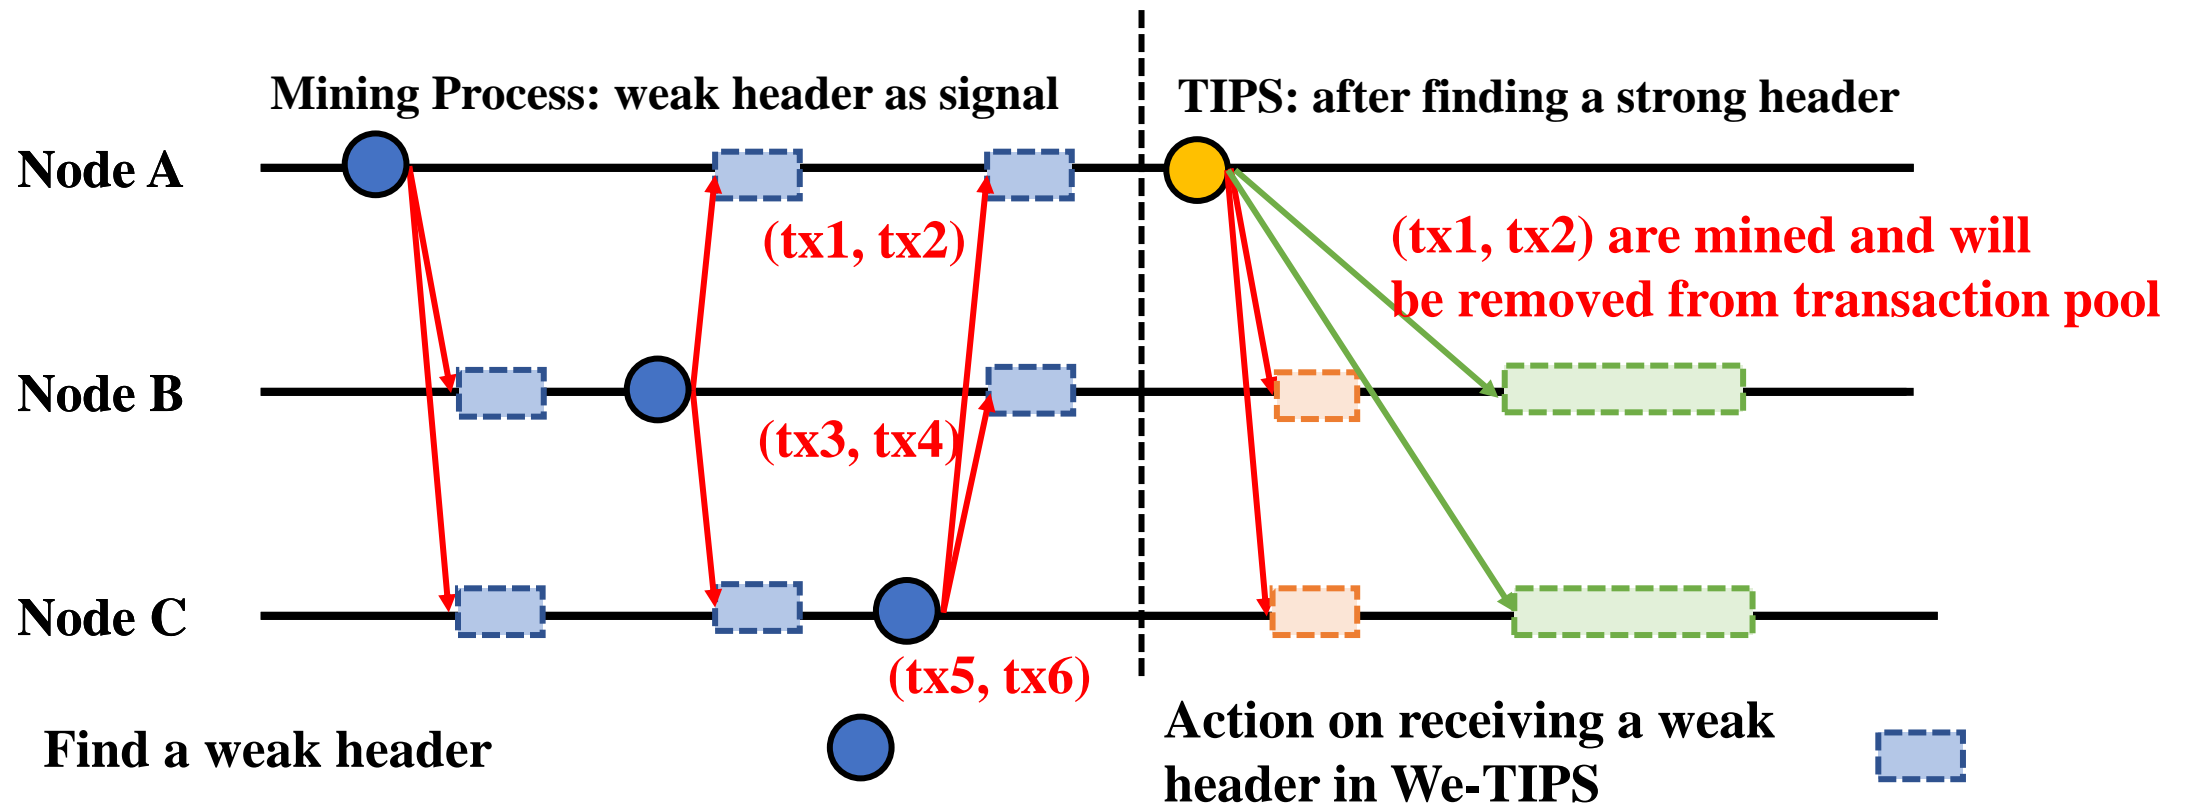 Mining Process: weak header as signal
TIPS: after finding a strong header
Node A
(tx1, tx2)
(tx1, tx2) are mined and will
be removed from transaction pool
Node B
(tx3, tx4)
Node C
(tx5, tx6)
Find a weak header
Action on receiving a weak
header in We-TIPS